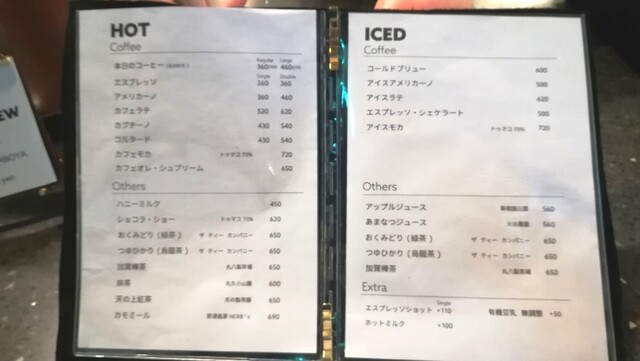 HOT
Coffee
Regular Large
本日のコーヒー 360 460
Single Double
エスプレッソ 260 360
アメリカーノ 360 460
カフェラテ 520 620
カプチーノ 430 540
コルタード 430 540
カフェモカ トゥマコ 70% 720
カフェオレ・シュプリーム 650
Others
ハニーミルク 450
ショコラ・ショー トゥマコ 70% 620
おくみどり (緑茶) ザ ティー カンパニー 650
つゆひかり (烏龍茶) ザ ティー カンパニー 650
加賀棒茶 丸八製茶場 650
抹茶 丸久小山園 600
天の上紅茶 650
カモミール HERB's 690
ICED
Coffee
コールドブリュー 600
アイスアメリカーノ 500
アイスラテ 620
エスプレッソ・シェケラート 500
アイスモカ トゥマコ 70% 720
Others
アップルジュース 560
あまなつジュース 560
おくみどり (緑茶) ザ ティー カンパニー 650
つゆひかり (烏龍茶) ザ ティー カンパニー 650
加賀棒茶 丸八製茶場 650
Extra
Single
エスプレッソショット +110 有機豆乳 無調整 +50
ホットミルク +100
EW
BOYA
yen